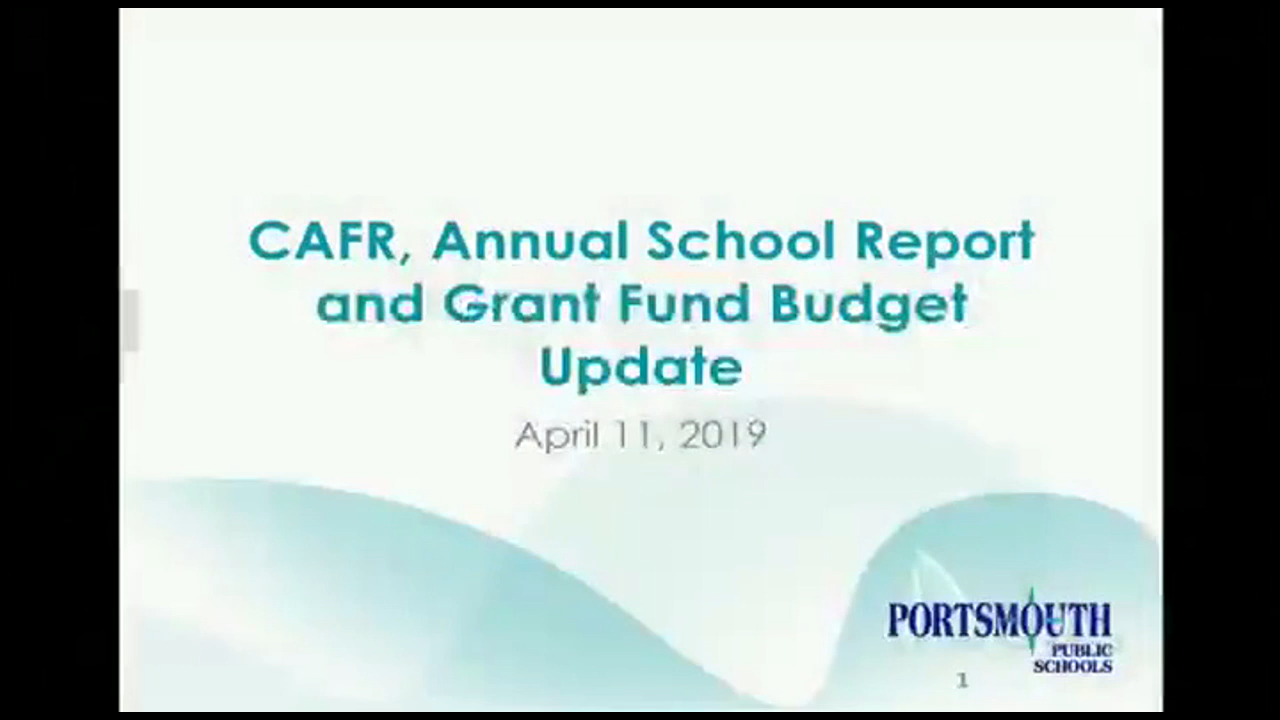 CAFR, Annual School Report
and Grant Fund Budget
Update
April 11, 2019
PORTSMOUTH
PUBLIC
SCHOOLS
1